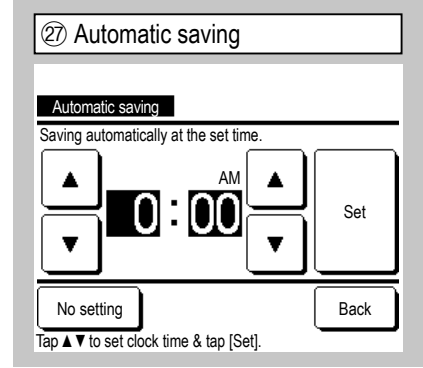 ㉗ Automatic saving
Automatic saving
Saving automatically at the set time.
▲ AM ▲
0 : 00 Set
▼ ▼
No setting Back
Tap ▲▼ to set clock time & tap [Set].